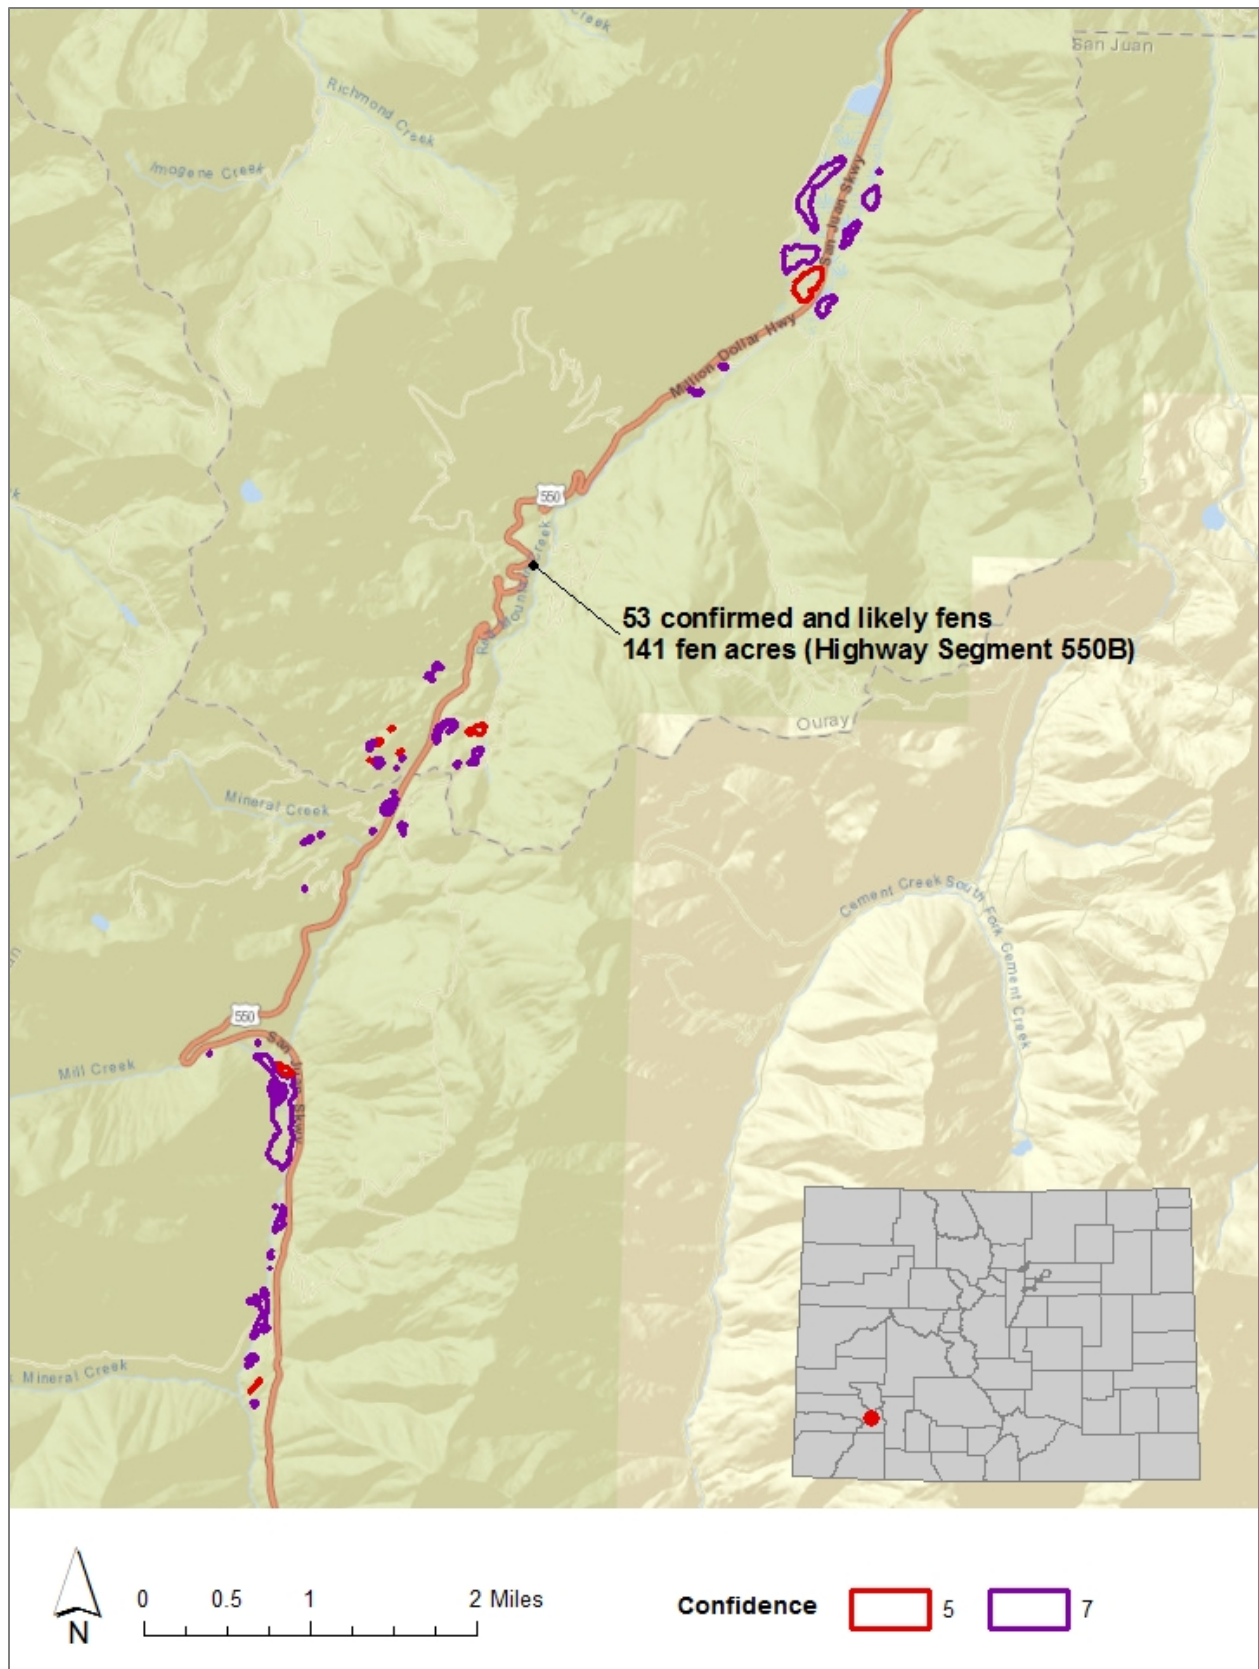 Creek
San Juan
Richmond Creek
Imogene Creek
San Juan Skwy
Million Dollar Hwy
550
Red Mountain Creek
53 confirmed and likely fens
141 fen acres (Highway Segment 550B)
Ouray
Mineral Creek
Cement Creek
South Fork Cement Creek
550
San Juan Skwy
Mill Creek
Mineral Creek
N
0 0.5 1 2 Miles
Confidence 5 7